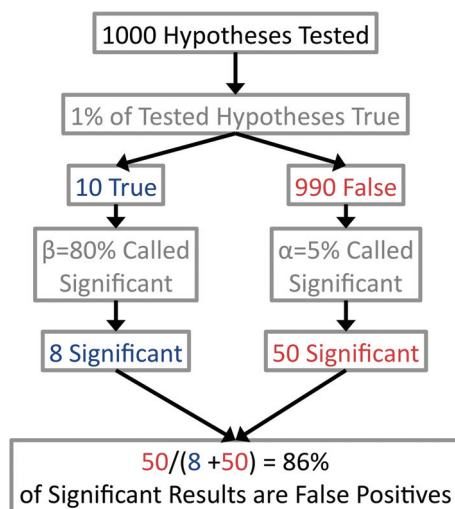 1000 Hypotheses Tested
1% of Tested Hypotheses True
10 True
990 False
β=80% Called
Significant
α=5% Called
Significant
8 Significant
50 Significant
50/(8 +50) = 86%
of Significant Results are False Positives